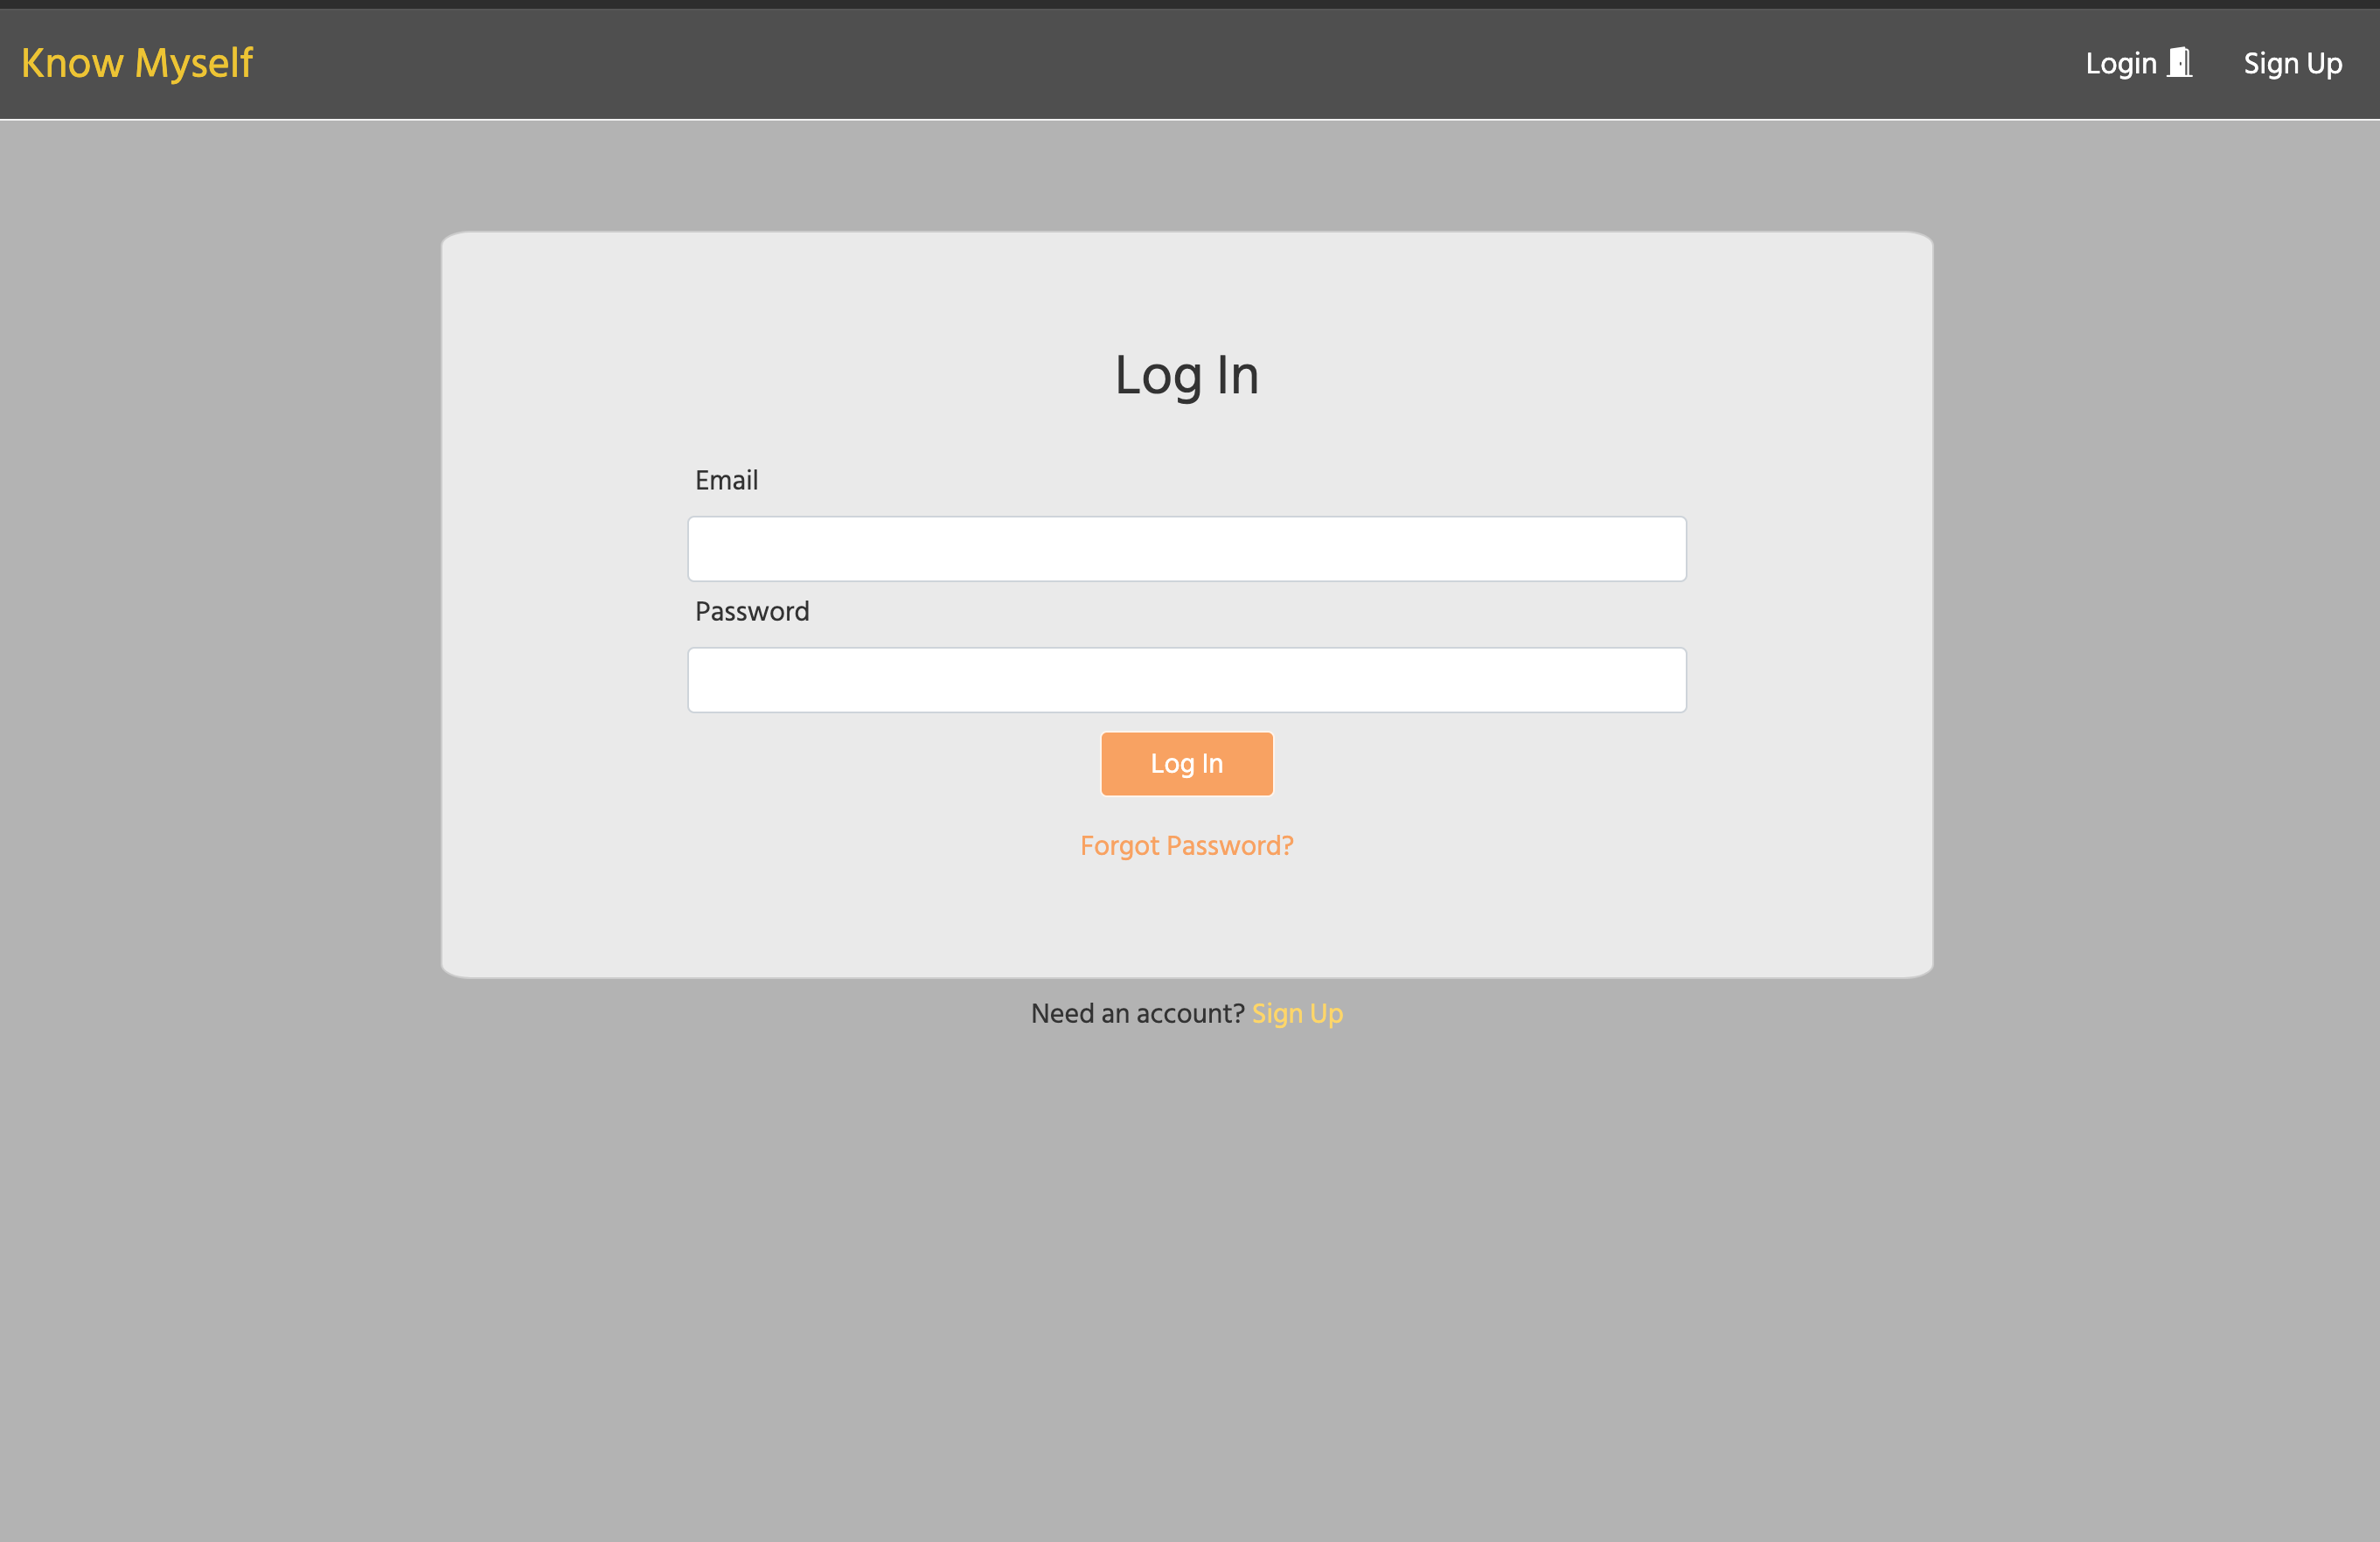 Know Myself
Login
Sign Up
Log In
Email
Password
Log In
Forgot Password?
Need an account? Sign Up